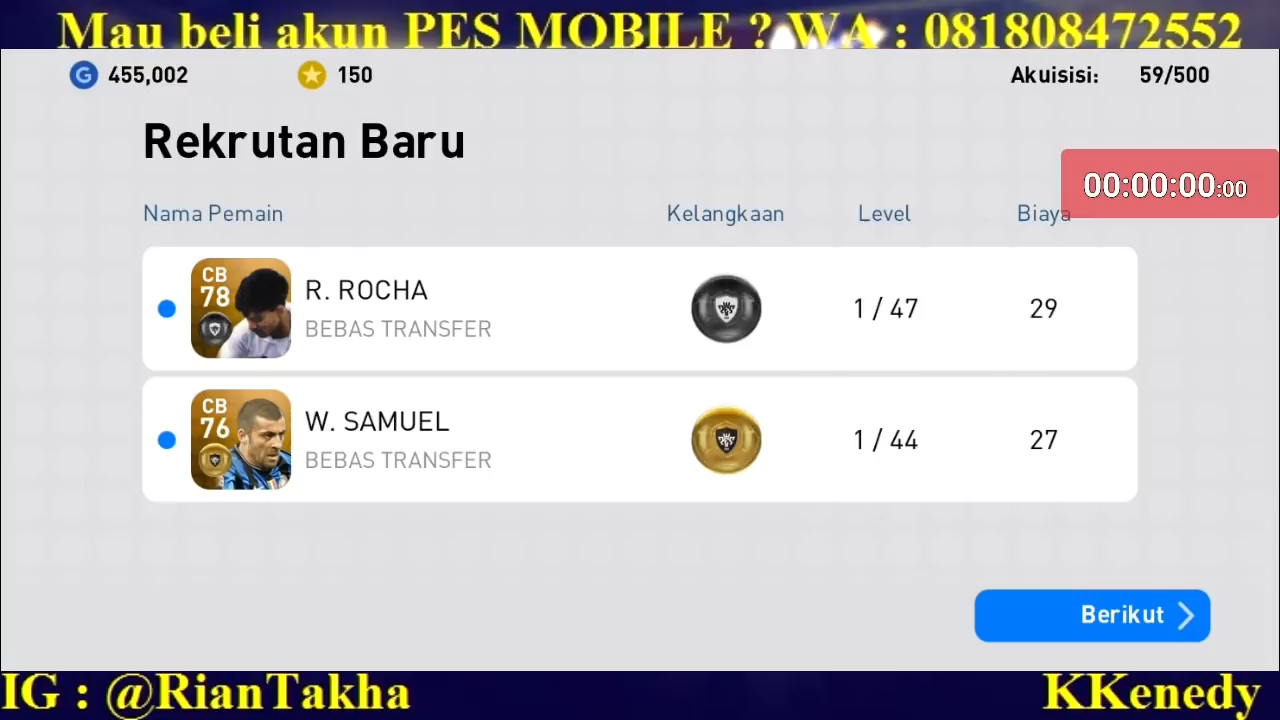 Mau beli akun PES MOBILE ? WA : 081808472552
G 455,002 150 Akuisisi: 59/500
Rekrutan Baru
00:00:00:00
Nama Pemain Kelangkaan Level Biaya
CB
78
R. ROCHA
BEBAS TRANSFER
1 / 47 29
CB
76
W. SAMUEL
BEBAS TRANSFER
1 / 44 27
Berikut
IG : @RianTakha KKenedy